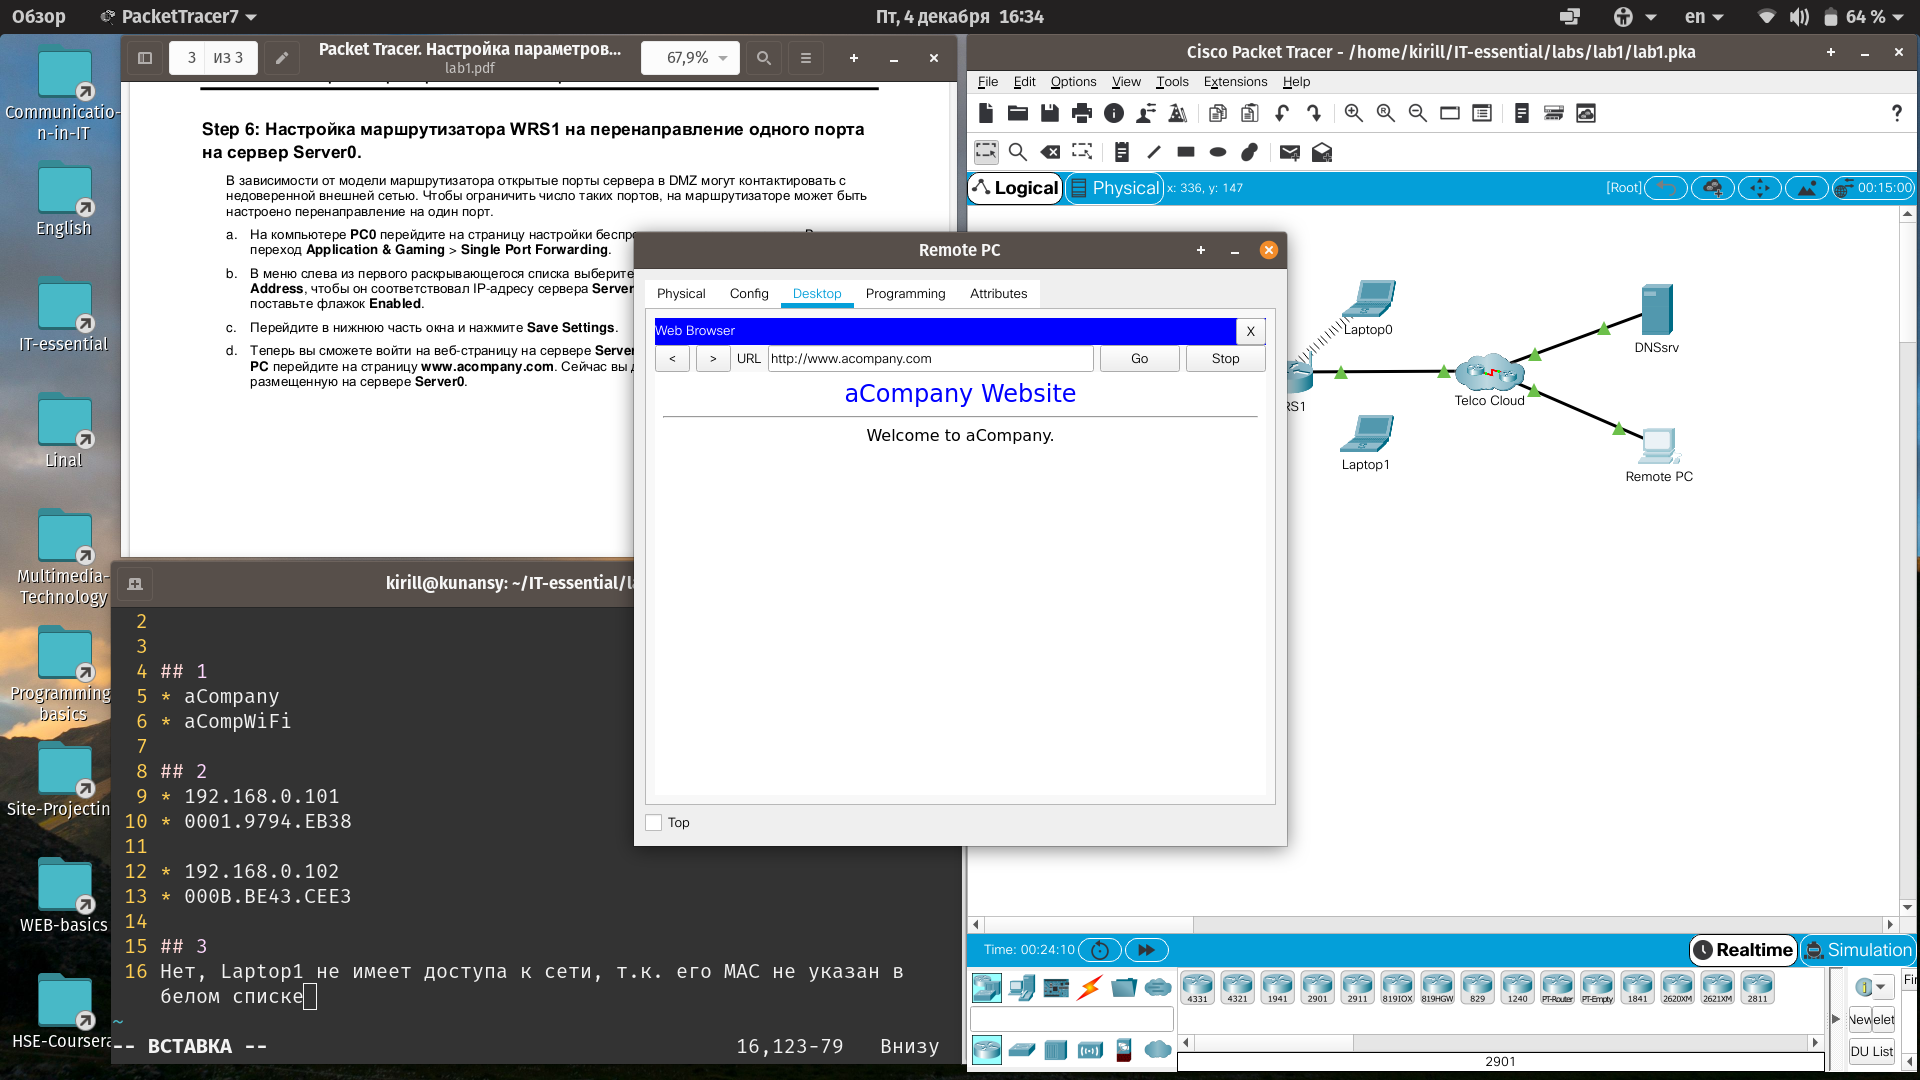 Обзор
PacketTracer7
Пт, 4 декабря 16:34
en
64 %
Communicatio-
n-in-IT
English
IT-essential
Linal
Multimedia-
Technology
Programming
basics
Site-Projectin
WEB-basics
HSE-Coursera
3 из 3
Packet Tracer. Настройка параметров...
lab1.pdf
67,9%
Step 6: Настройка маршрутизатора WRS1 на перенаправление одного порта
на сервер Server0.
В зависимости от модели маршрутизатора открытые порты сервера в DMZ могут контактировать с
недоверенной внешней сетью. Чтобы ограничить число таких портов, на маршрутизаторе может быть
настроено перенаправление на один порт.
a. На компьютере PC0 перейдите на страницу настройки беспр
переход Application & Gaming > Single Port Forwarding.
b. В меню слева из первого раскрывающегося списка выберите
Address, чтобы он соответствовал IP-адресу сервера Server
поставьте флажок Enabled.
c. Перейдите в нижнюю часть окна и нажмите Save Settings.
d. Теперь вы сможете войти на веб-страницу на сервере Server
PC перейдите на страницу www.acompany.com. Сейчас вы д
размещенную на сервере Server0.
kirill@kunansy: ~/IT-essential/la
2
3
4 ## 1
5 * aCompany
6 * aCompWiFi
7
8 ## 2
9 * 192.168.0.101
10 * 0001.9794.EB38
11
12 * 192.168.0.102
13 * 000B.BE43.CEE3
14
15 ## 3
16 Нет, Laptop1 не имеет доступа к сети, т.к. его MAC не указан в
белом списке
~
-- ВСТАВКА --
16,123-79 Внизу
Remote PC
Physical Config Desktop Programming Attributes
Web Browser
X
< > URL http://www.acompany.com Go Stop
aCompany Website
Welcome to aCompany.
Top
Cisco Packet Tracer - /home/kirill/IT-essential/labs/lab1/lab1.pka
File Edit Options View Tools Extensions Help
?
Logical Physical x: 336, y: 147
[Root] 00:15:00
Laptop0
DNSsrv
RS1
Telco Cloud
Laptop1
Remote PC
Time: 00:24:10
Realtime Simulation
4331 4321 1941 2901 2911 819IOX 819HGW 829 1240 PT-Router PT-Empty 1841 2620XM 2621XM 2811
2901
Fir
New elet
DU List